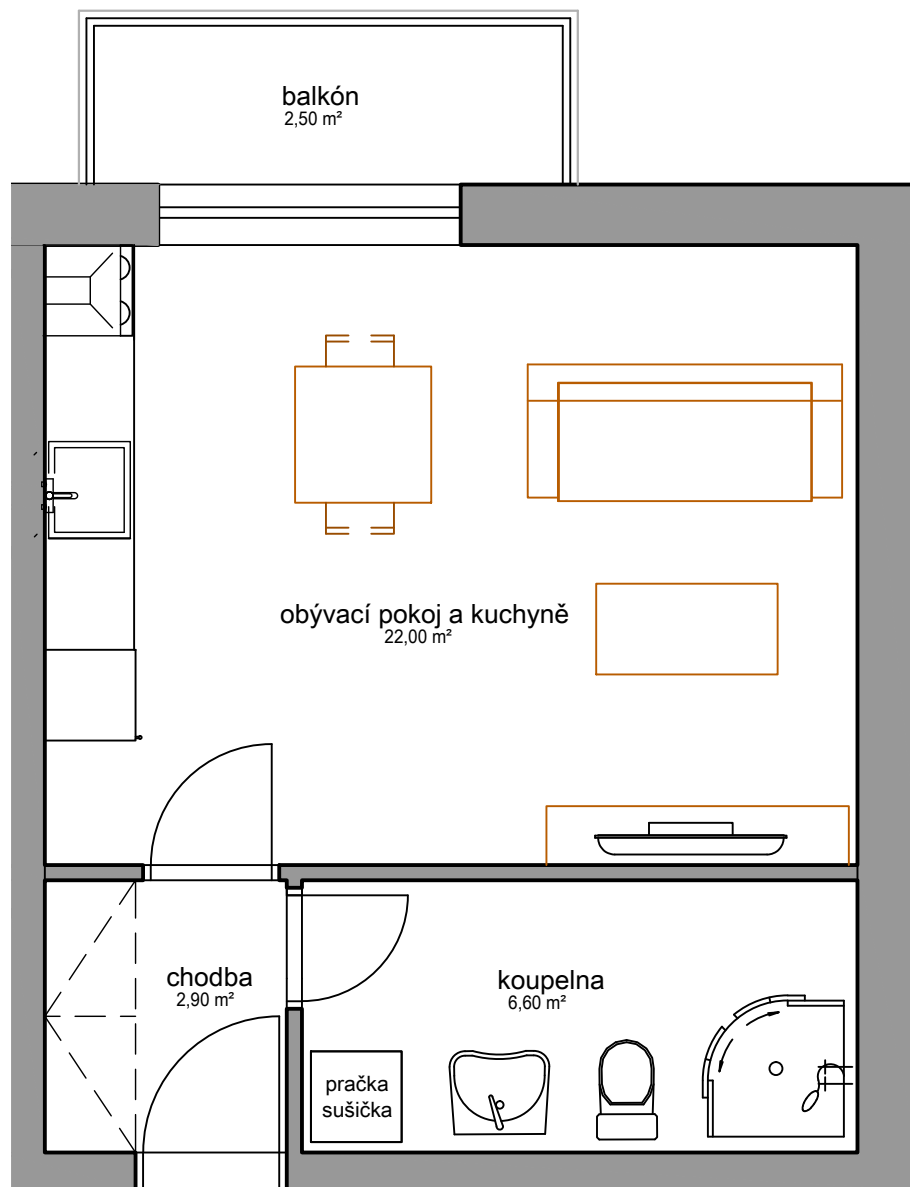 balkón
2,50 m²
obývací pokoj a kuchyně
22,00 m²
chodba
2,90 m²
koupelna
6,60 m²
pračka
sušička